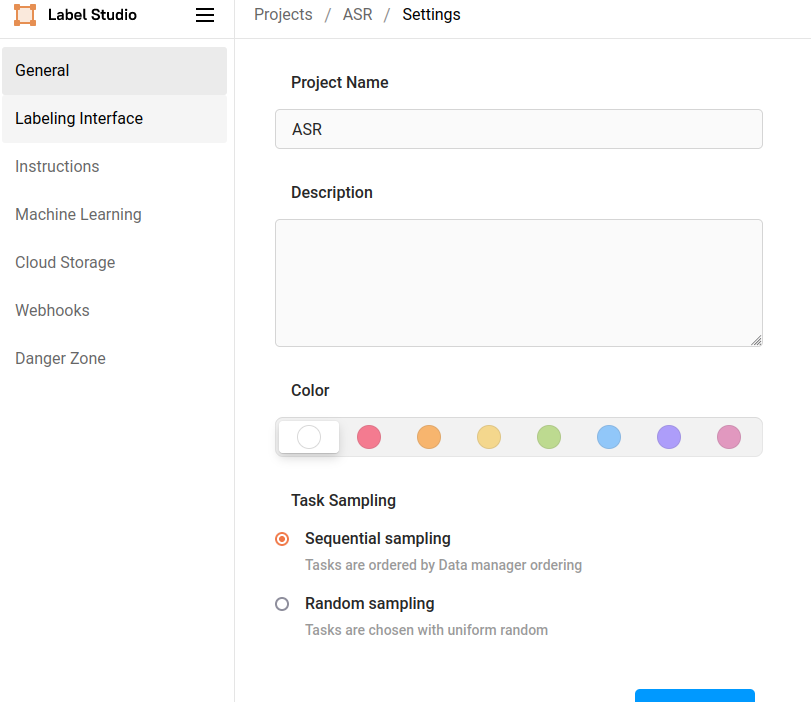 Label Studio
Projects / ASR / Settings
General
Labeling Interface
Instructions
Machine Learning
Cloud Storage
Webhooks
Danger Zone
Project Name
ASR
Description
Color
Task Sampling
Sequential sampling
Tasks are ordered by Data manager ordering
Random sampling
Tasks are chosen with uniform random